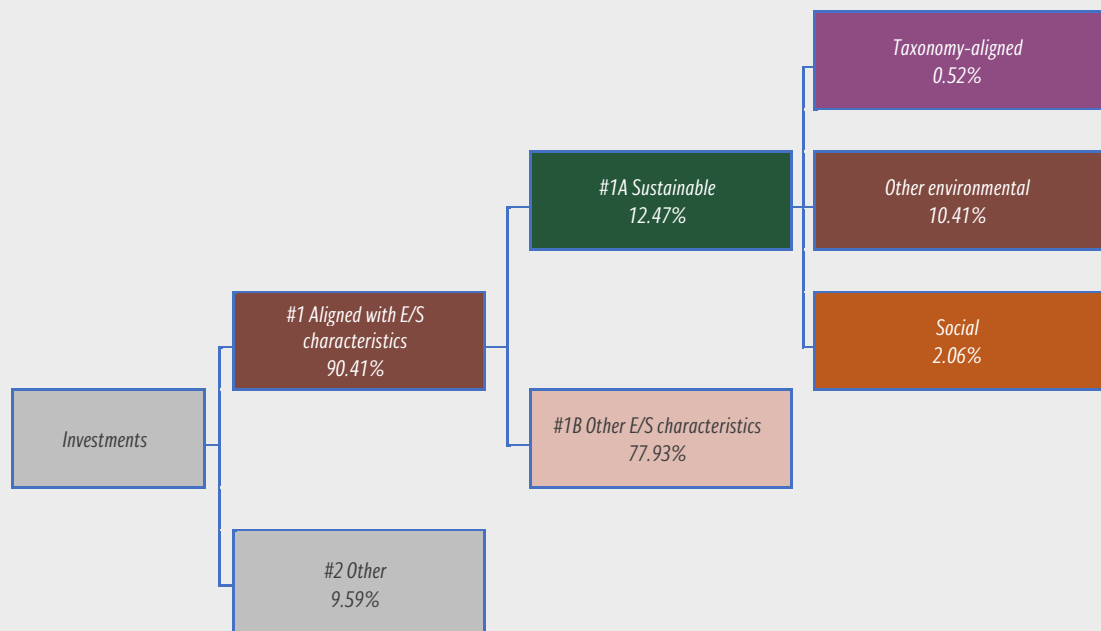 Taxonomy-aligned
0.52%
#1A Sustainable
12.47%
Other environmental
10.41%
#1 Aligned with E/S
characteristics
90.41%
Social
2.06%
Investments
#1B Other E/S characteristics
77.93%
#2 Other
9.59%